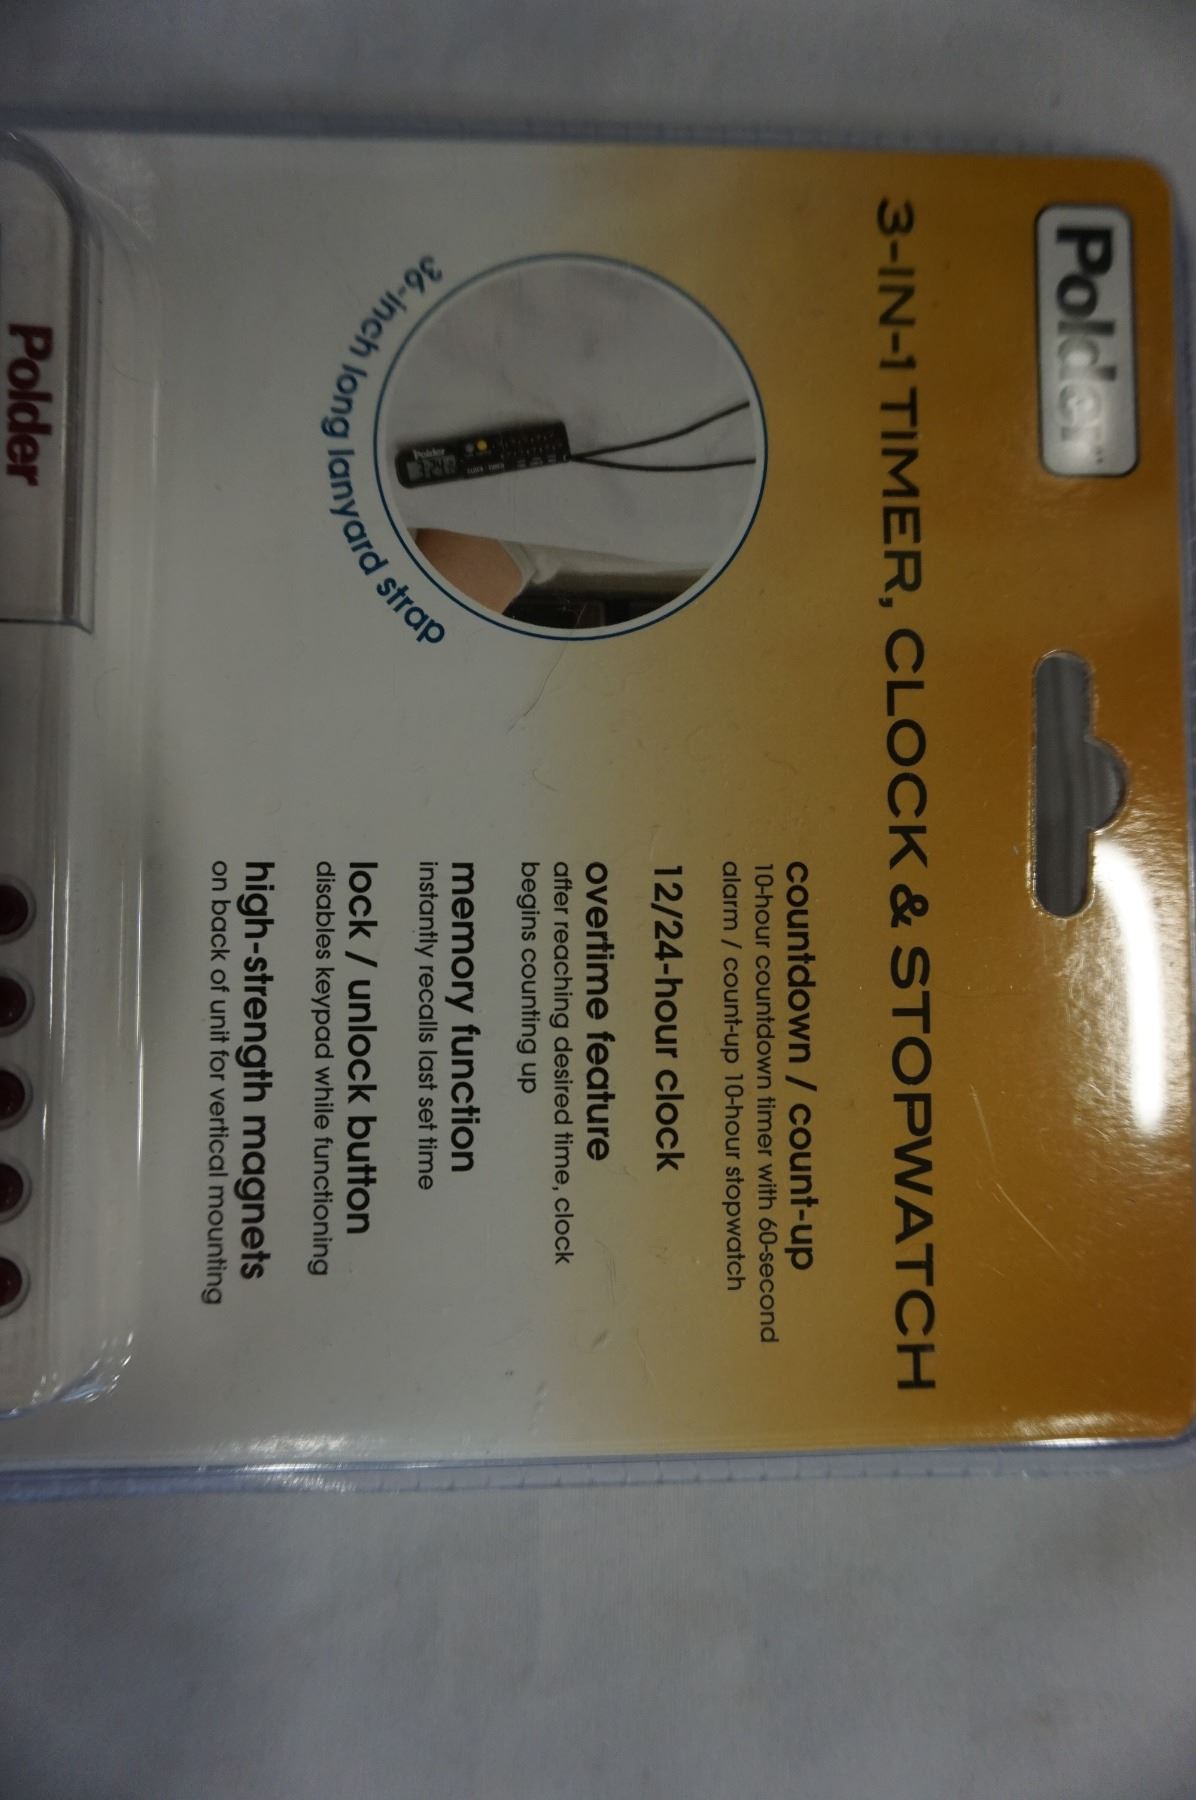 Polder
3-IN-1 TIMER, CLOCK & STOPWATCH
countdown / count-up
10-hour countdown timer with 60-second
alarm / count-up 10-hour stopwatch
12/24-hour clock
overtime feature
after reaching desired time, clock
begins counting up
memory function
instantly recalls last set time
lock / unlock button
disables keypad while functioning
high-strength magnets
on back of unit for vertical mounting
36-inch long lanyard strap
Polder
Polder